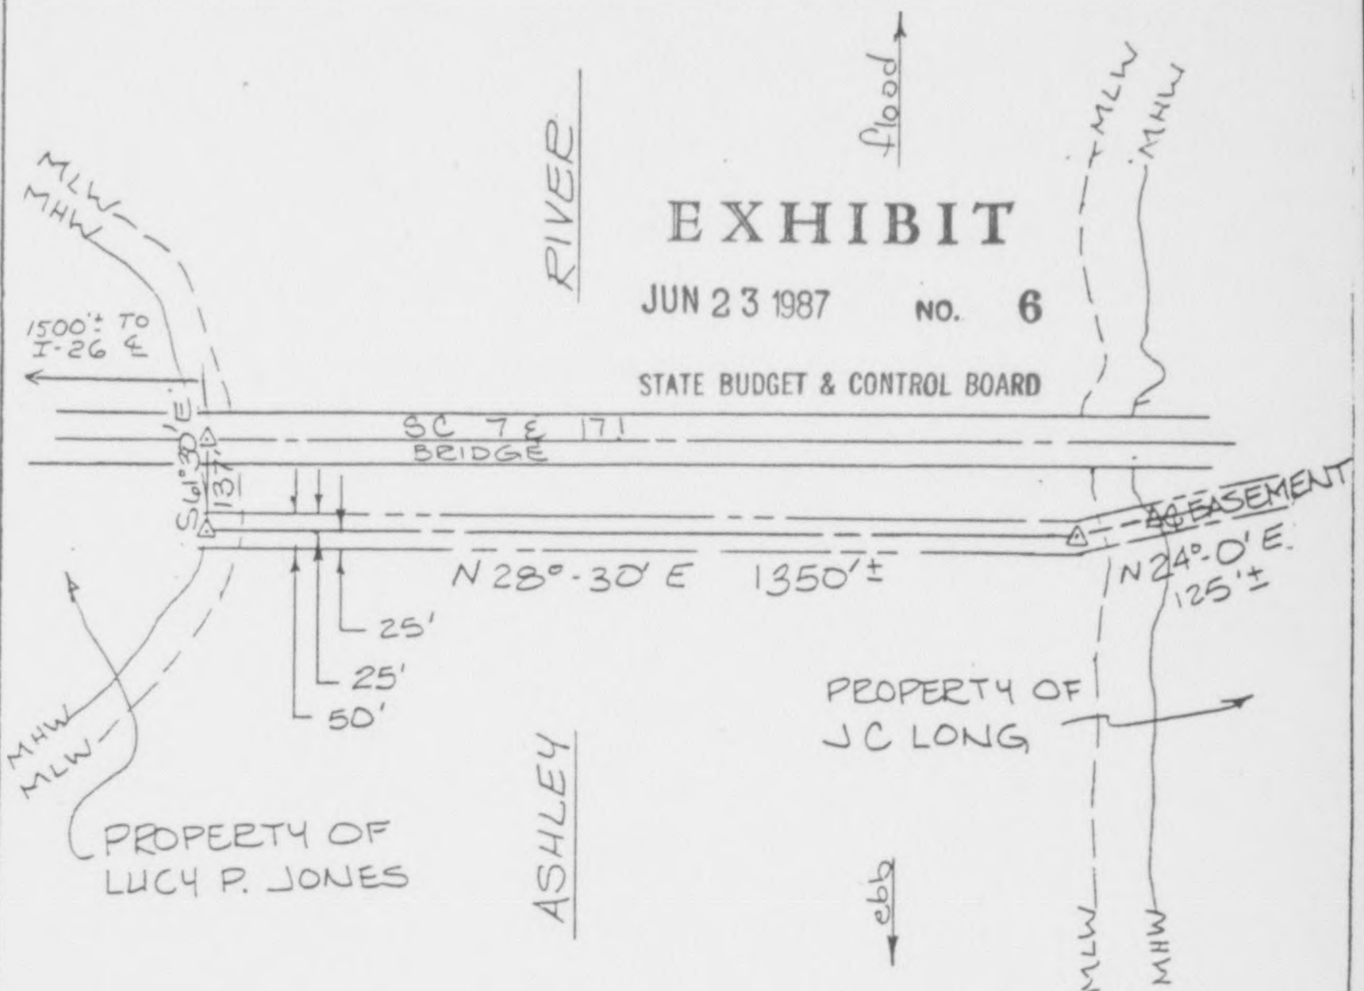 flood
MLW
MHW
MLW
MHW
RIVER
EXHIBIT
JUN 23 1987 NO. 6
STATE BUDGET & CONTROL BOARD
1500'± TO
I-26 ℄
S 61°30' E
137'
SC 7 & 171
BRIDGE
℄ EASEMENT
N 24°-0' E.
125'±
N 28°-30' E 1350'±
25'
25'
50'
PROPERTY OF
J C LONG
MHW
MLW
ASHLEY
PROPERTY OF
LUCY P. JONES
ebb
MLW
MHW